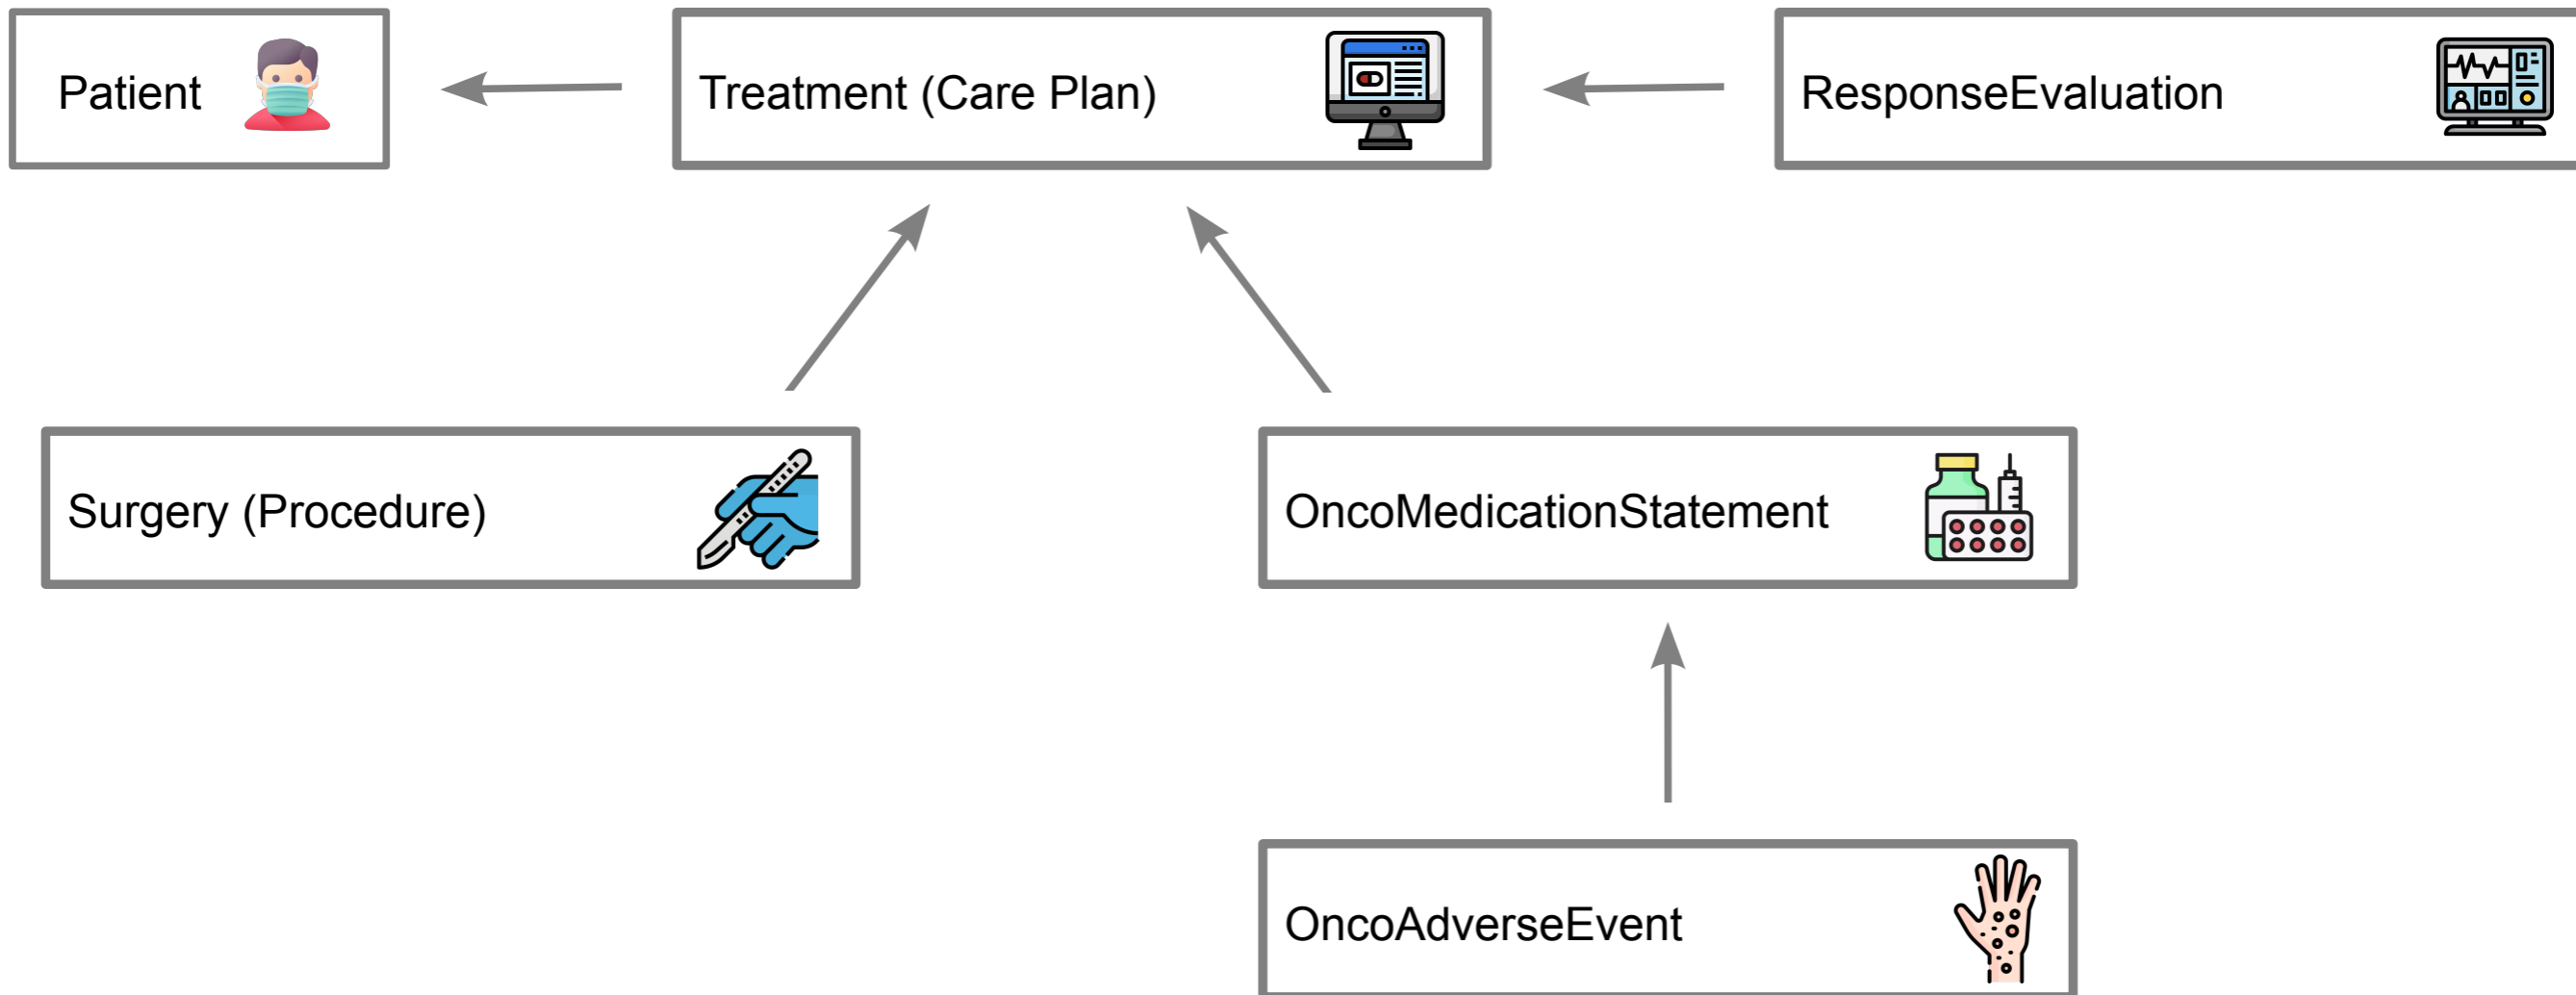 Patient
Treatment (Care Plan)
ResponseEvaluation
Surgery (Procedure)
OncoMedicationStatement
OncoAdverseEvent